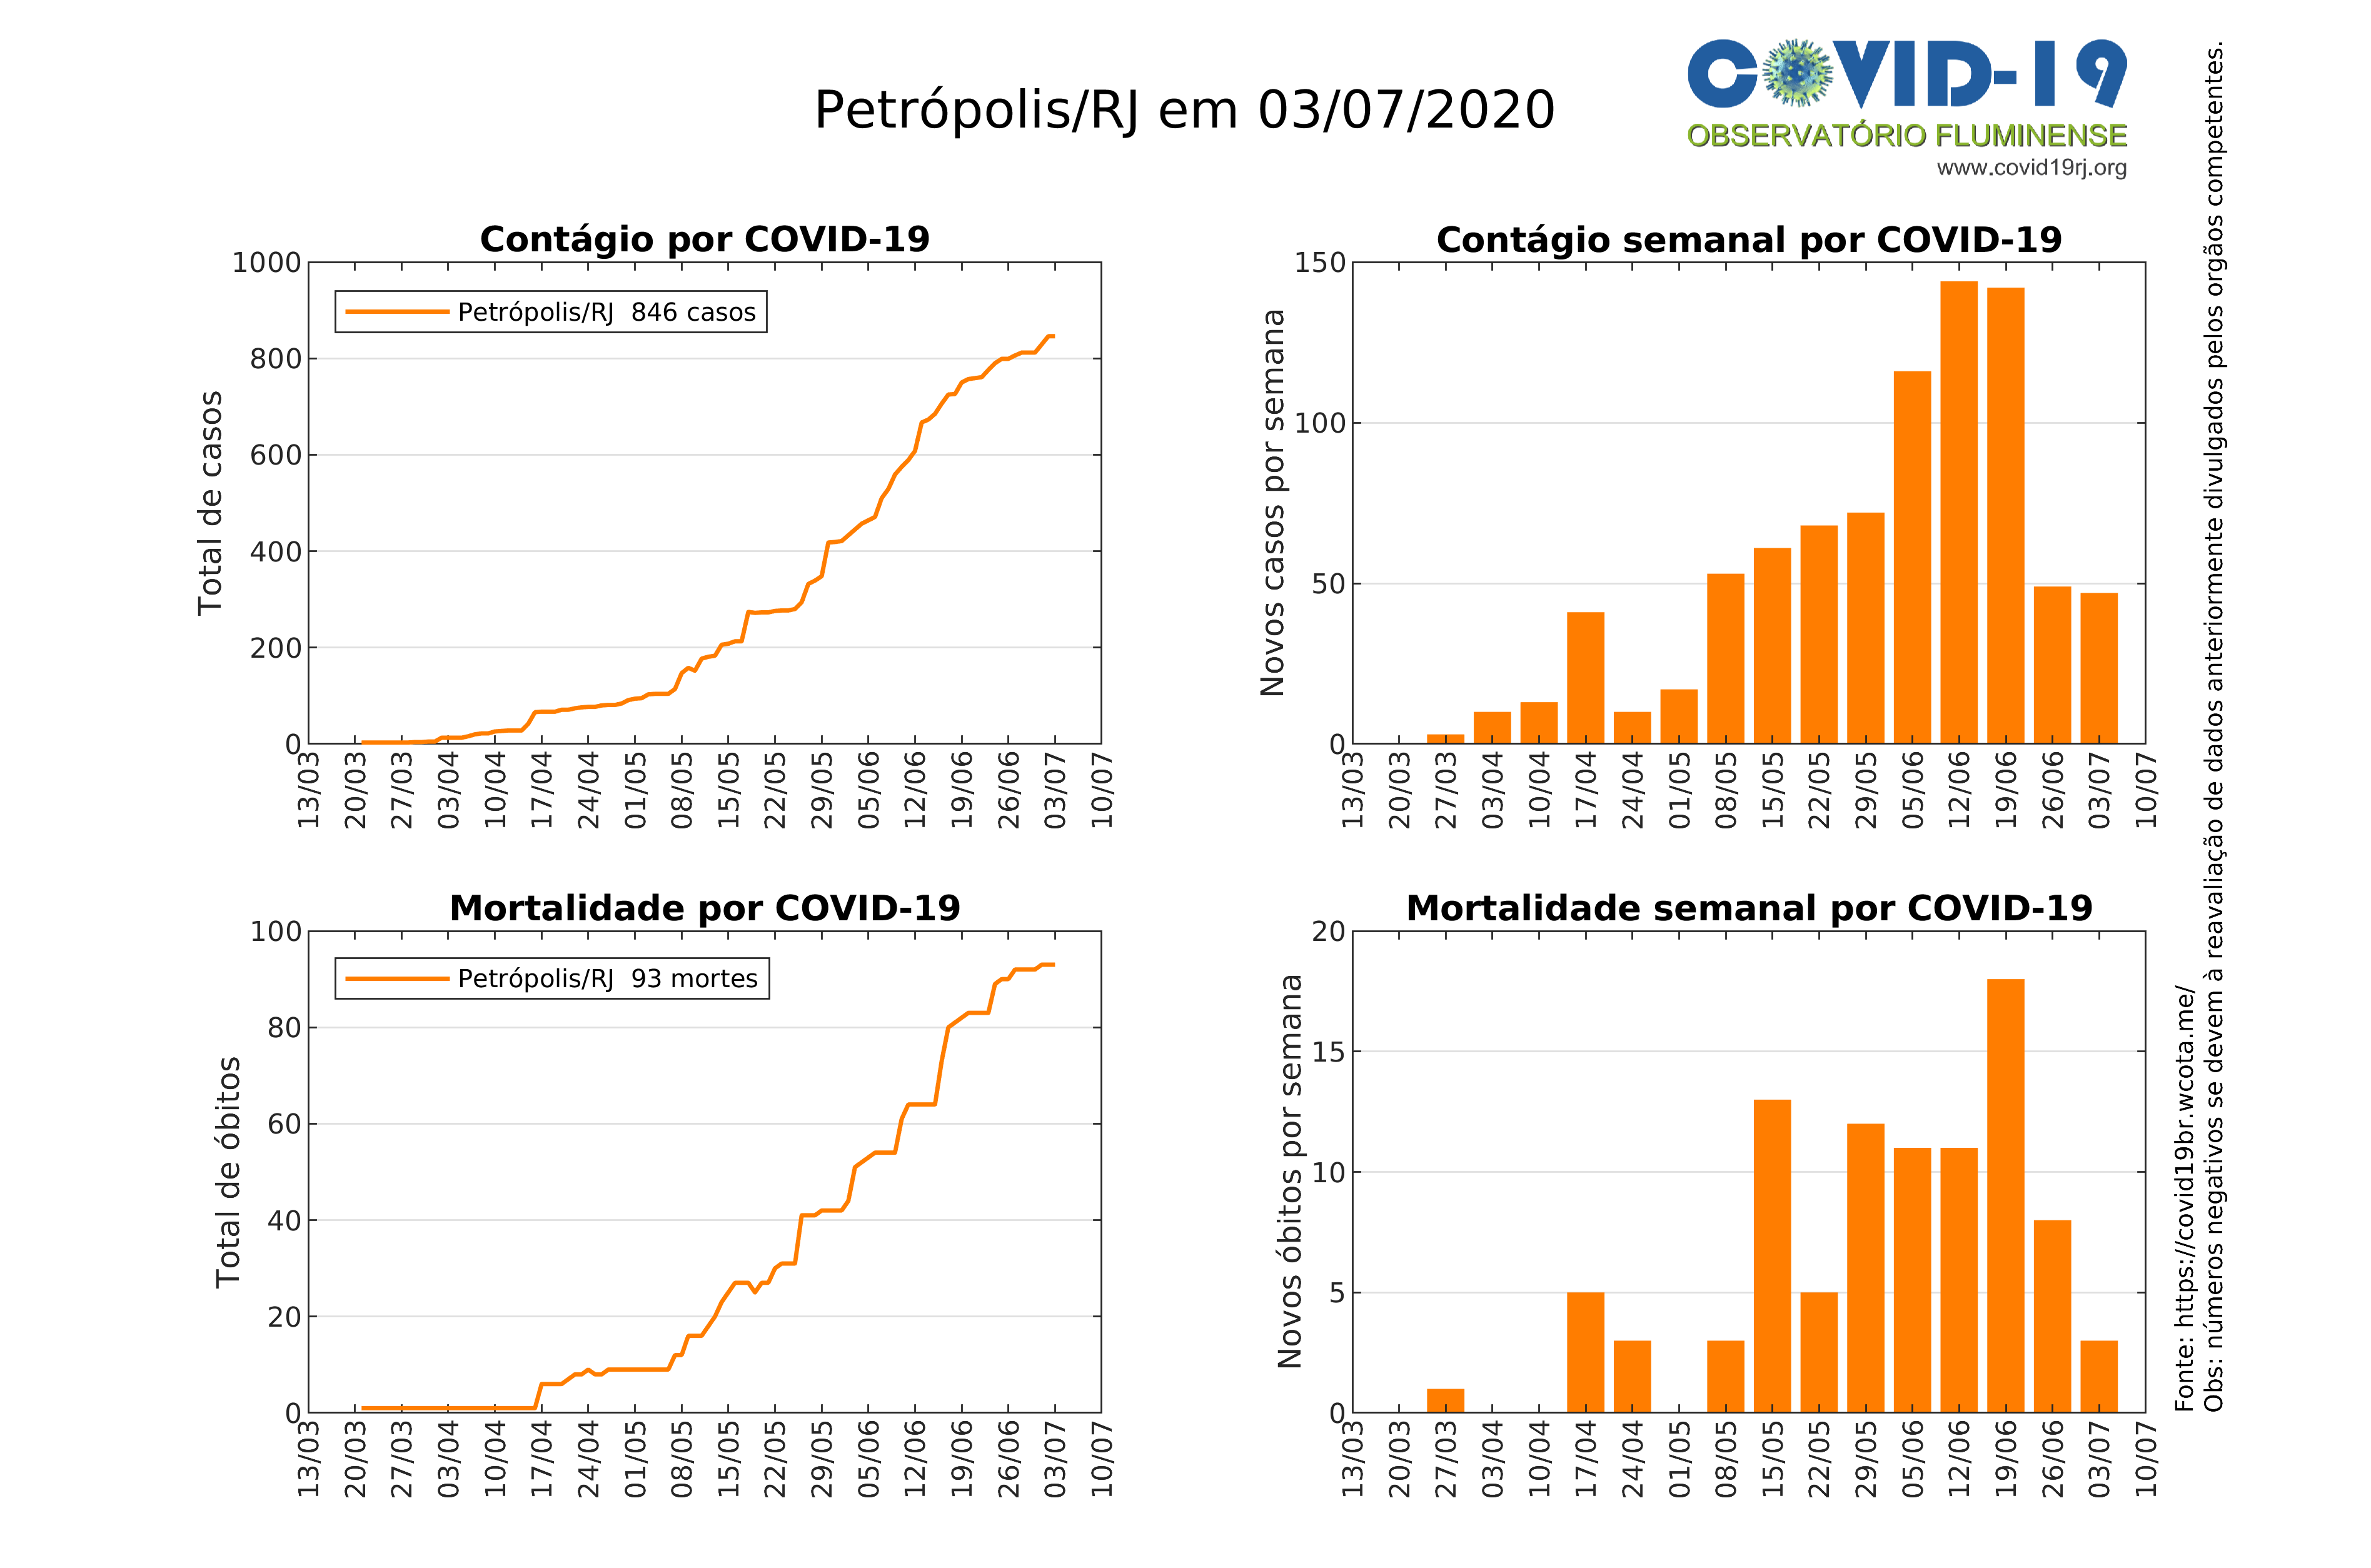 Petrópolis/RJ em 03/07/2020
COVID-19
OBSERVATÓRIO FLUMINENSE
www.covid19rj.org
Contágio por COVID-19
Total de casos
1000
800
600
400
200
0
Petrópolis/RJ 846 casos
13/03 20/03 27/03 03/04 10/04 17/04 24/04 01/05 08/05 15/05 22/05 29/05 05/06 12/06 19/06 26/06 03/07 10/07
Contágio semanal por COVID-19
Novos casos por semana
150
100
50
0
13/03 20/03 27/03 03/04 10/04 17/04 24/04 01/05 08/05 15/05 22/05 29/05 05/06 12/06 19/06 26/06 03/07 10/07
Mortalidade por COVID-19
Total de óbitos
100
80
60
40
20
0
Petrópolis/RJ 93 mortes
13/03 20/03 27/03 03/04 10/04 17/04 24/04 01/05 08/05 15/05 22/05 29/05 05/06 12/06 19/06 26/06 03/07 10/07
Mortalidade semanal por COVID-19
Novos óbitos por semana
20
15
10
5
0
13/03 20/03 27/03 03/04 10/04 17/04 24/04 01/05 08/05 15/05 22/05 29/05 05/06 12/06 19/06 26/06 03/07 10/07
Fonte: https://covid19br.wcota.me/
Obs: números negativos se devem à reavaliação de dados anteriormente divulgados pelos orgãos competentes.